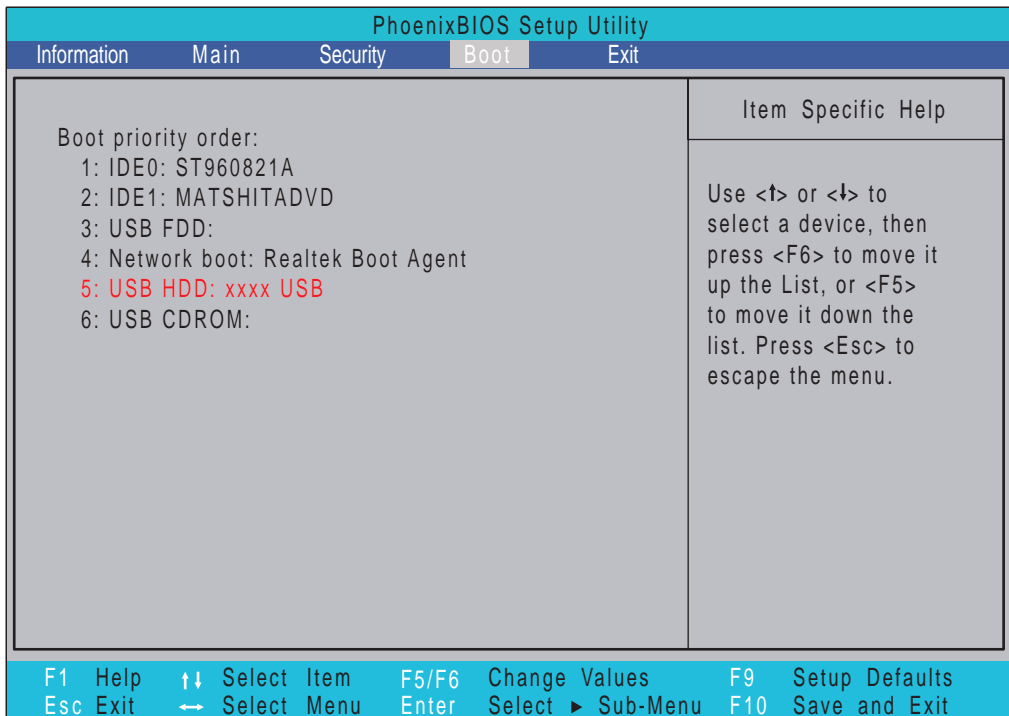 PhoenixBIOS Setup Utility
Information Main Security Boot Exit
Boot priority order:
1: IDE0: ST960821A
2: IDE1: MATSHITADVD
3: USB FDD:
4: Network boot: Realtek Boot Agent
5: USB HDD: xxxx USB
6: USB CDROM:
Item Specific Help
Use <↑> or <↓> to
select a device, then
press <F6> to move it
up the List, or <F5>
to move it down the
list. Press <Esc> to
escape the menu.
F1 Help ↑↓ Select Item F5/F6 Change Values F9 Setup Defaults
Esc Exit ↔ Select Menu Enter Select ► Sub-Menu F10 Save and Exit